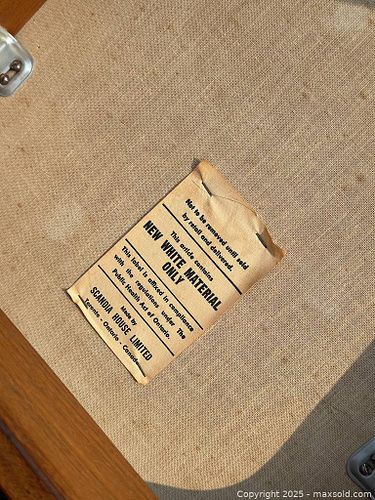 Not to be removed until sold
by retail and delivered.
This article contains
NEW WHITE MATERIAL
ONLY
This label is affixed in compliance
with the regulations under The
Public Health Act of Ontario.
Made by
SCANDIA HOUSE LIMITED
Toronto - Ontario - Canada
Copyright © 2025 - maxsold.com